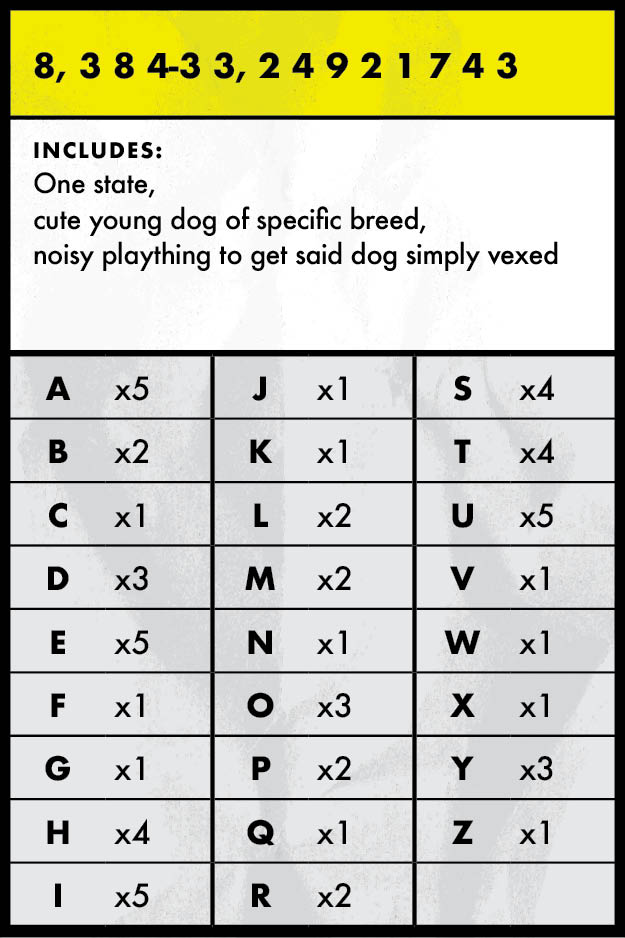 8, 3 8 4-3 3, 2 4 9 2 1 7 4 3
INCLUDES:
One state,
cute young dog of specific breed,
noisy plaything to get said dog simply vexed
A x5 J x1 S x4
B x2 K x1 T x4
C x1 L x2 U x5
D x3 M x2 V x1
E x5 N x1 W x1
F x1 O x3 X x1
G x1 P x2 Y x3
H x4 Q x1 Z x1
I x5 R x2